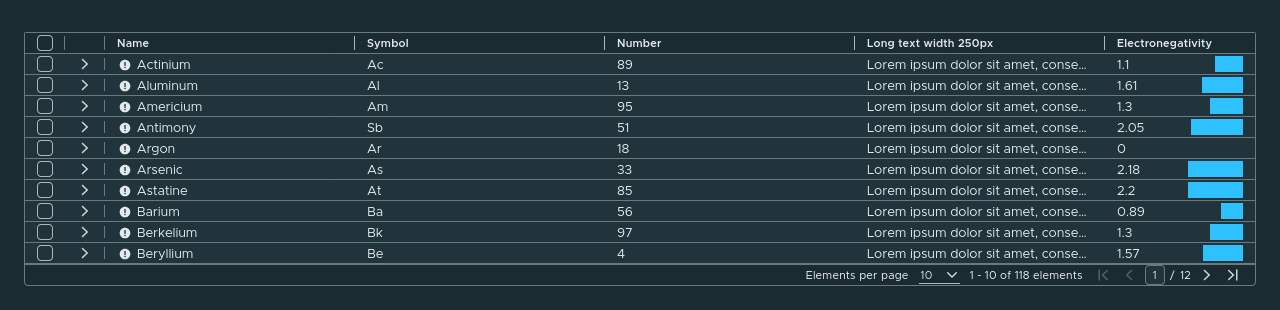 Name Symbol Number Long text width 250px Electronegativity
Actinium Ac 89 Lorem ipsum dolor sit amet, conse... 1.1
Aluminum Al 13 Lorem ipsum dolor sit amet, conse... 1.61
Americium Am 95 Lorem ipsum dolor sit amet, conse... 1.3
Antimony Sb 51 Lorem ipsum dolor sit amet, conse... 2.05
Argon Ar 18 Lorem ipsum dolor sit amet, conse... 0
Arsenic As 33 Lorem ipsum dolor sit amet, conse... 2.18
Astatine At 85 Lorem ipsum dolor sit amet, conse... 2.2
Barium Ba 56 Lorem ipsum dolor sit amet, conse... 0.89
Berkelium Bk 97 Lorem ipsum dolor sit amet, conse... 1.3
Beryllium Be 4 Lorem ipsum dolor sit amet, conse... 1.57
Elements per page 10 1 - 10 of 118 elements 1 / 12